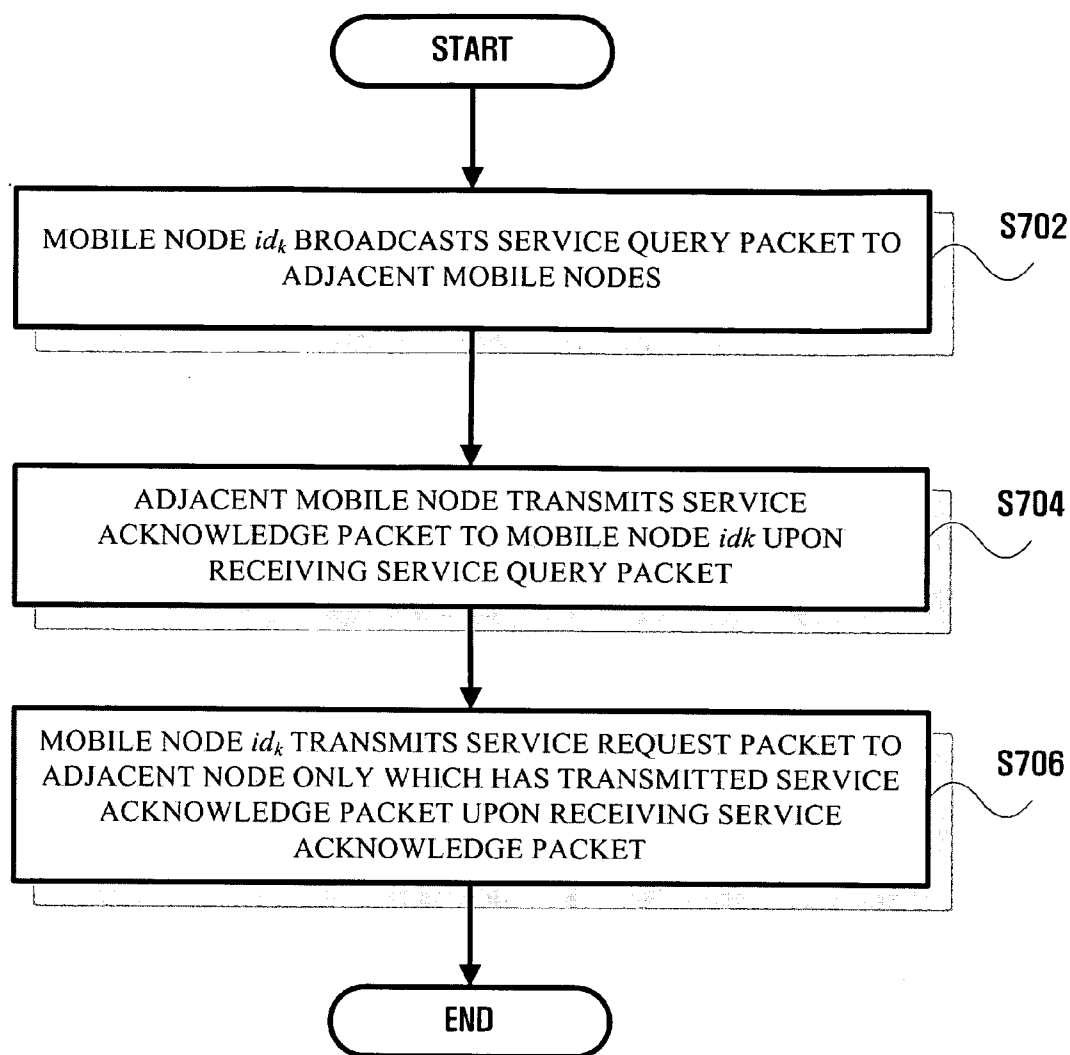 START
MOBILE NODE idk BROADCASTS SERVICE QUERY PACKET TO
ADJACENT MOBILE NODES
S702
ADJACENT MOBILE NODE TRANSMITS SERVICE
ACKNOWLEDGE PACKET TO MOBILE NODE idk UPON
RECEIVING SERVICE QUERY PACKET
S704
MOBILE NODE idk TRANSMITS SERVICE REQUEST PACKET TO
ADJACENT NODE ONLY WHICH HAS TRANSMITTED SERVICE
ACKNOWLEDGE PACKET UPON RECEIVING SERVICE
ACKNOWLEDGE PACKET
S706
END